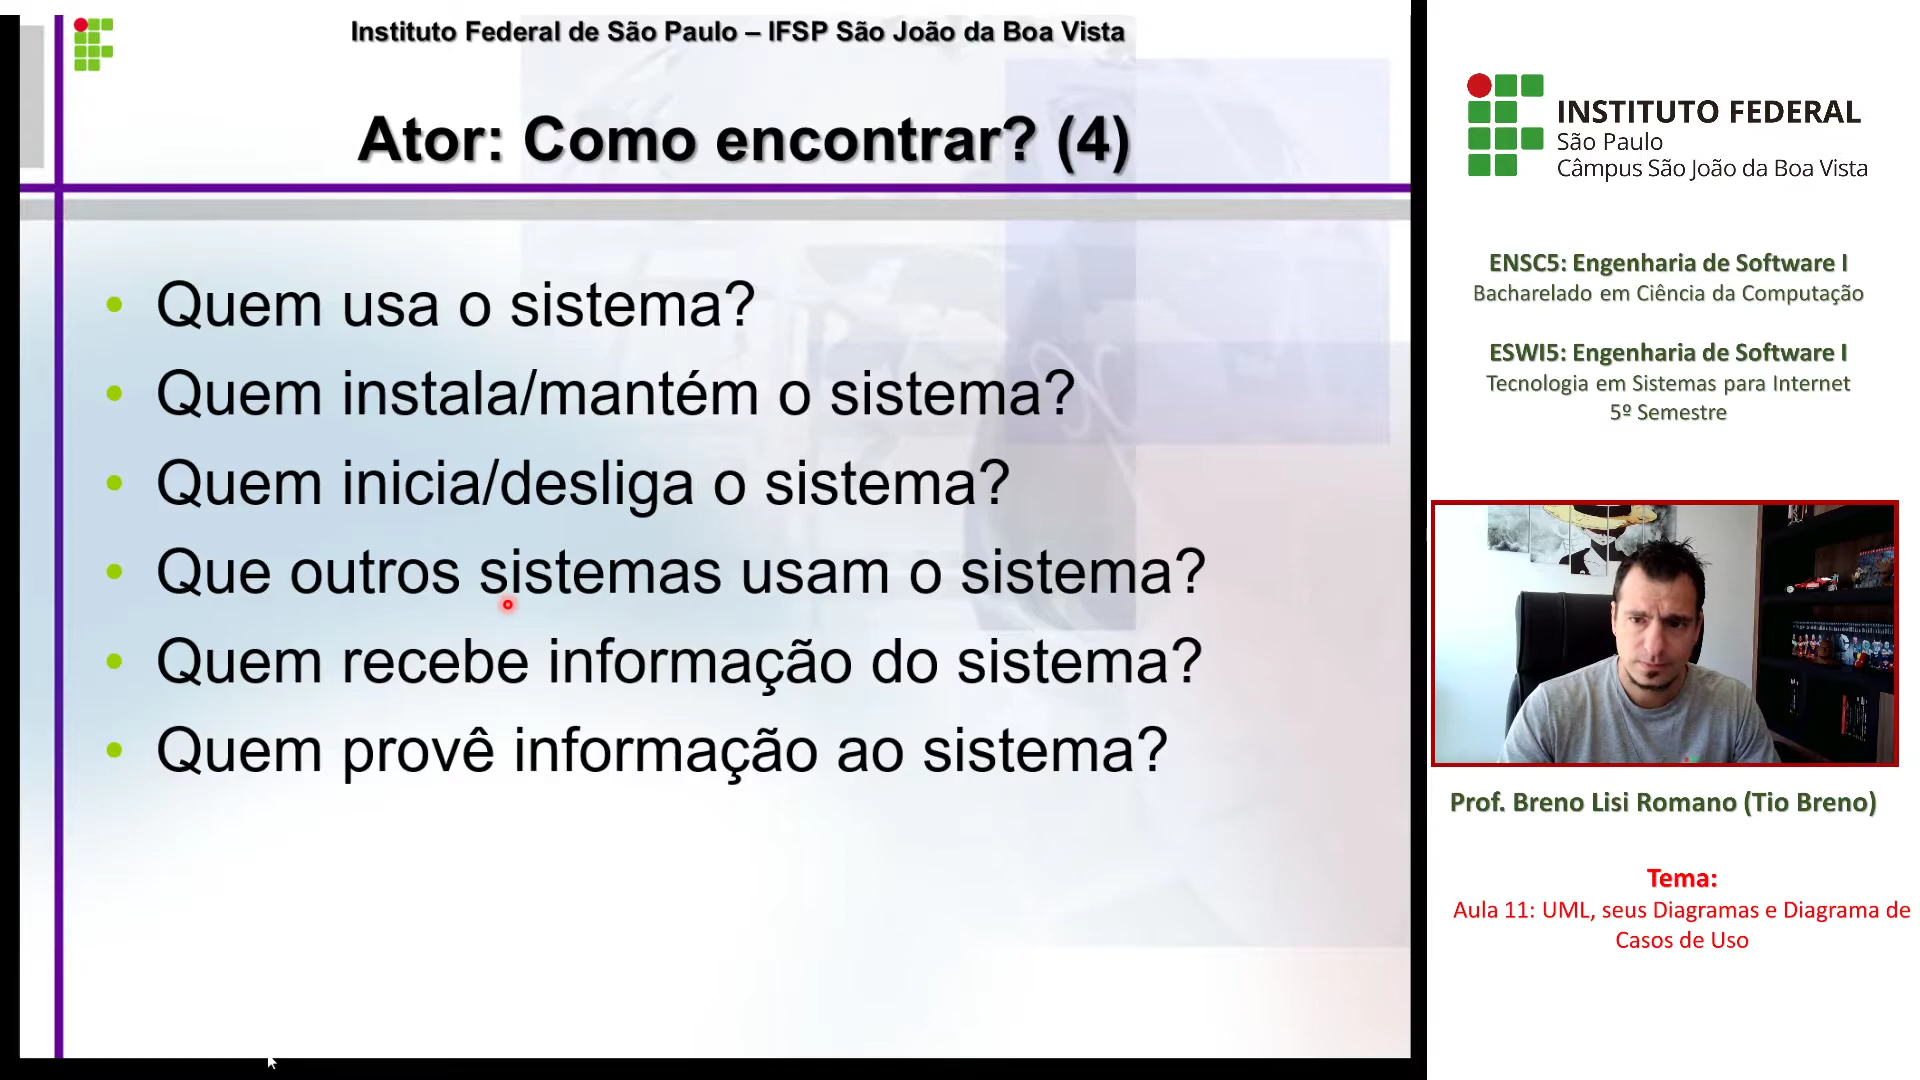 Instituto Federal de São Paulo – IFSP São João da Boa Vista
Ator: Como encontrar? (4)
• Quem usa o sistema?
• Quem instala/mantém o sistema?
• Quem inicia/desliga o sistema?
• Que outros sistemas usam o sistema?
• Quem recebe informação do sistema?
• Quem provê informação ao sistema?
INSTITUTO FEDERAL
São Paulo
Câmpus São João da Boa Vista
ENSC5: Engenharia de Software I
Bacharelado em Ciência da Computação
ESWI5: Engenharia de Software I
Tecnologia em Sistemas para Internet
5º Semestre
Prof. Breno Lisi Romano (Tio Breno)
Tema:
Aula 11: UML, seus Diagramas e Diagrama de
Casos de Uso